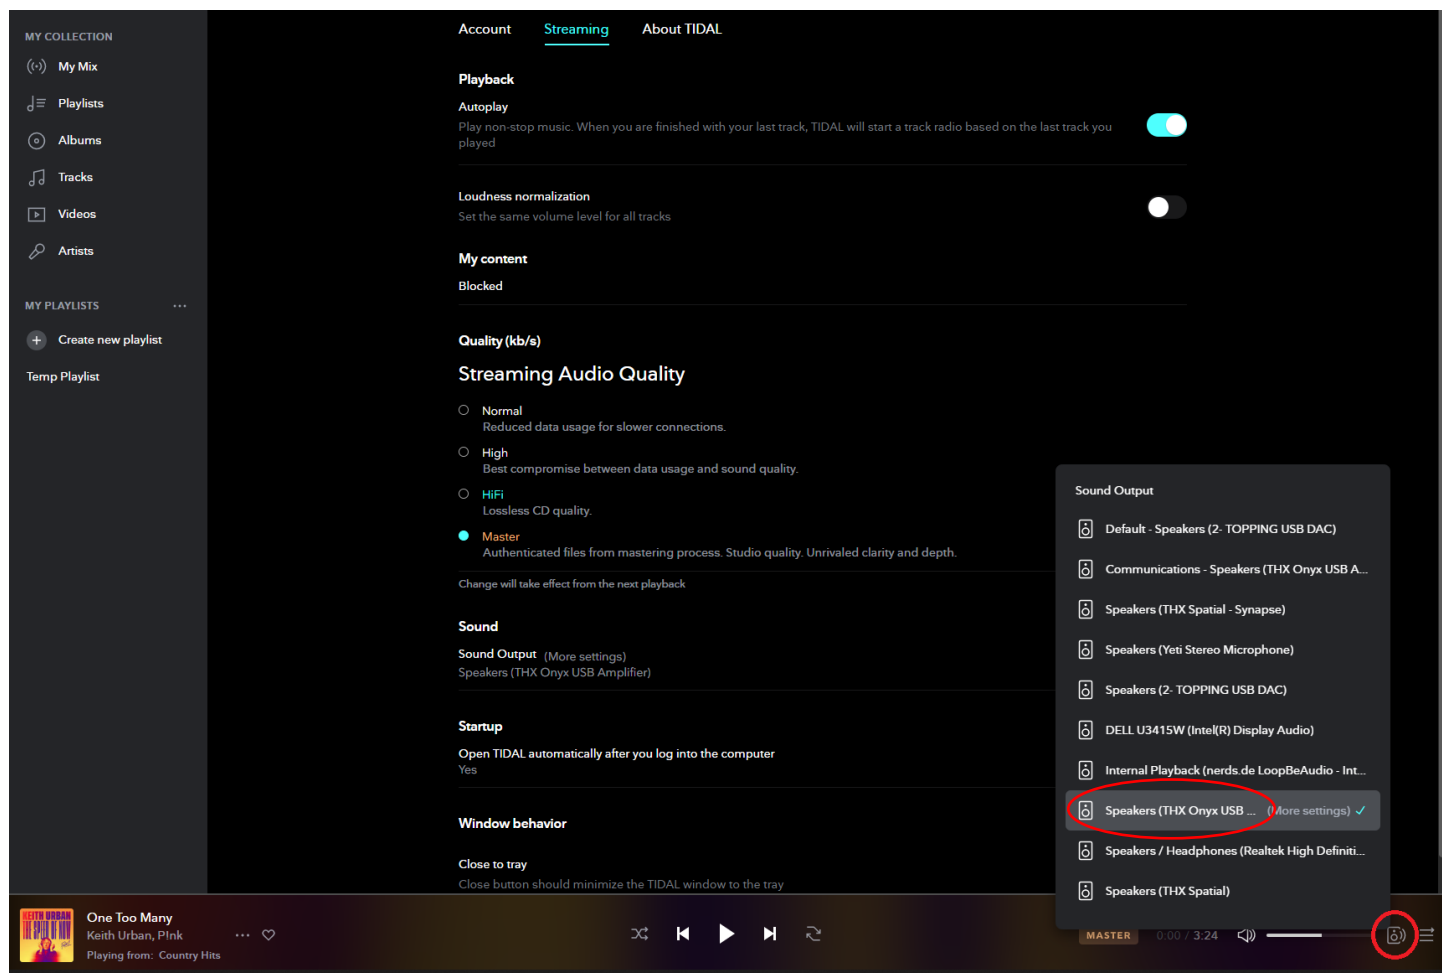 MY COLLECTION
My Mix
Playlists
Albums
Tracks
Videos
Artists
MY PLAYLISTS
Create new playlist
Temp Playlist
Account Streaming About TIDAL
Playback
Autoplay
Play non-stop music. When you are finished with your last track, TIDAL will start a track radio based on the last track you
played
Loudness normalization
Set the same volume level for all tracks
My content
Blocked
Quality (kb/s)
Streaming Audio Quality
Normal
Reduced data usage for slower connections.
High
Best compromise between data usage and sound quality.
HiFi
Lossless CD quality.
Master
Authenticated files from mastering process. Studio quality. Unrivaled clarity and depth.
Change will take effect from the next playback
Sound
Sound Output (More settings)
Speakers (THX Onyx USB Amplifier)
Startup
Open TIDAL automatically after you log into the computer
Yes
Window behavior
Close to tray
Close button should minimize the TIDAL window to the tray
Sound Output
Default - Speakers (2- TOPPING USB DAC)
Communications - Speakers (THX Onyx USB A...
Speakers (THX Spatial - Synapse)
Speakers (Yeti Stereo Microphone)
Speakers (2- TOPPING USB DAC)
DELL U3415W (Intel(R) Display Audio)
Internal Playback (nerds.de LoopBeAudio - Int...
Speakers (THX Onyx USB ... (More settings)
Speakers / Headphones (Realtek High Definiti...
Speakers (THX Spatial)
KEITH URBAN
One Too Many
Keith Urban, P!nk
Playing from: Country Hits
MASTER 0:00 / 3:24